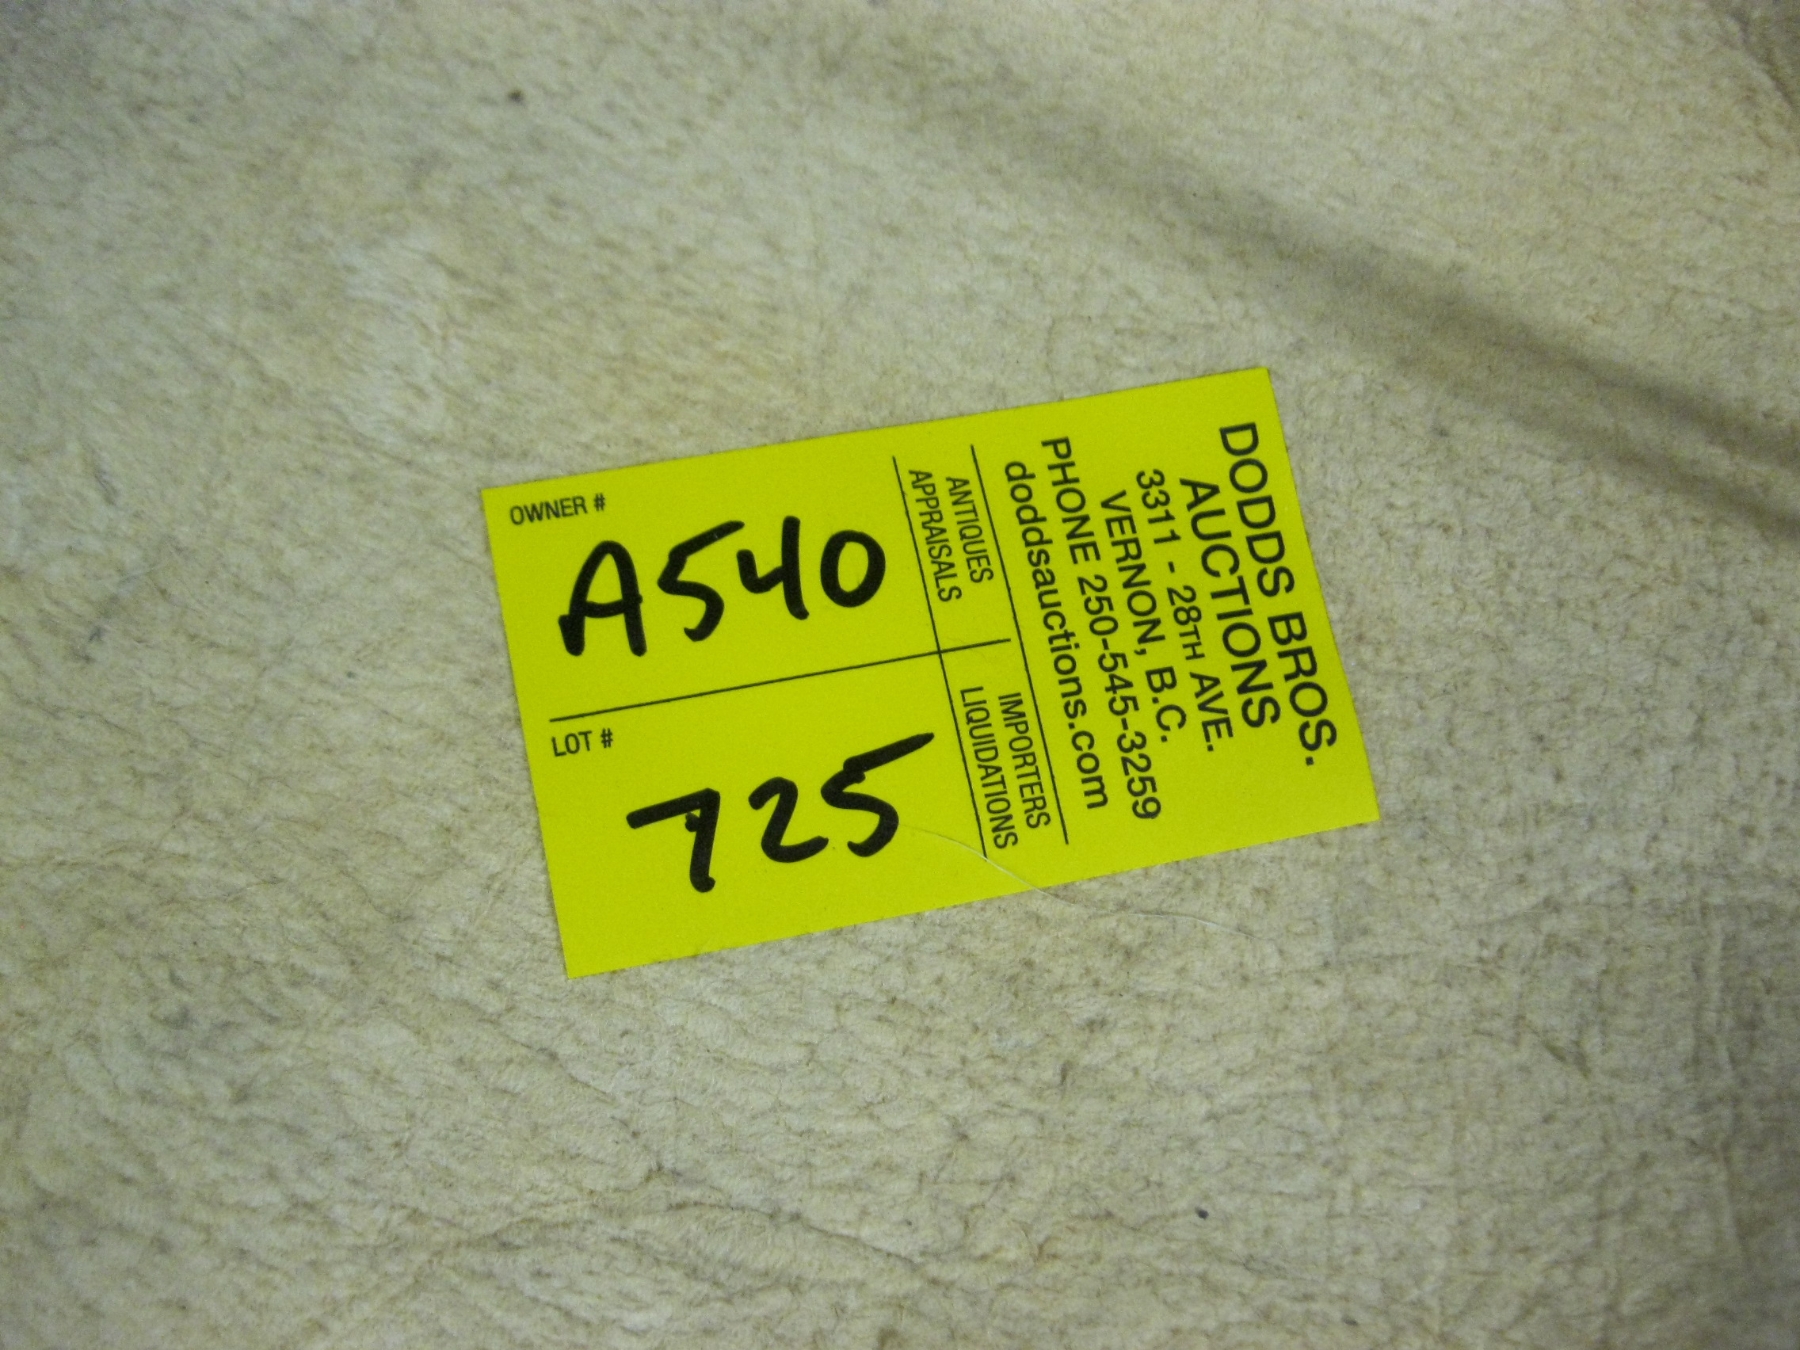 DODDS BROS.
AUCTIONS
3311 - 28TH AVE.
VERNON, B.C.
PHONE 250-545-3259
doddsauctions.com
ANTIQUES
APPRAISALS
IMPORTERS
LIQUIDATIONS
OWNER #
A540
LOT #
725